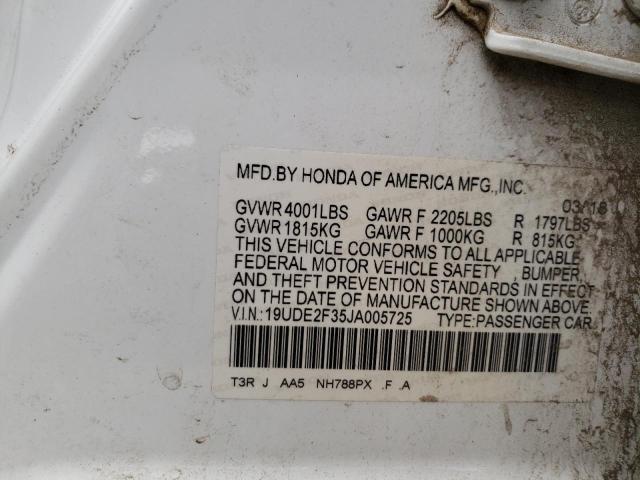 MFD.BY HONDA OF AMERICA MFG.,INC.
03/18
GVWR 4001LBS GAWR F 2205LBS R 1797LBS
GVWR 1815KG GAWR F 1000KG R 815KG
THIS VEHICLE CONFORMS TO ALL APPLICABLE
FEDERAL MOTOR VEHICLE SAFETY BUMPER
AND THEFT PREVENTION STANDARDS IN EFFECT
ON THE DATE OF MANUFACTURE SHOWN ABOVE.
V.I.N.:19UDE2F35JA005725 TYPE:PASSENGER CAR
T3R J AA5 NH788PX .F .A